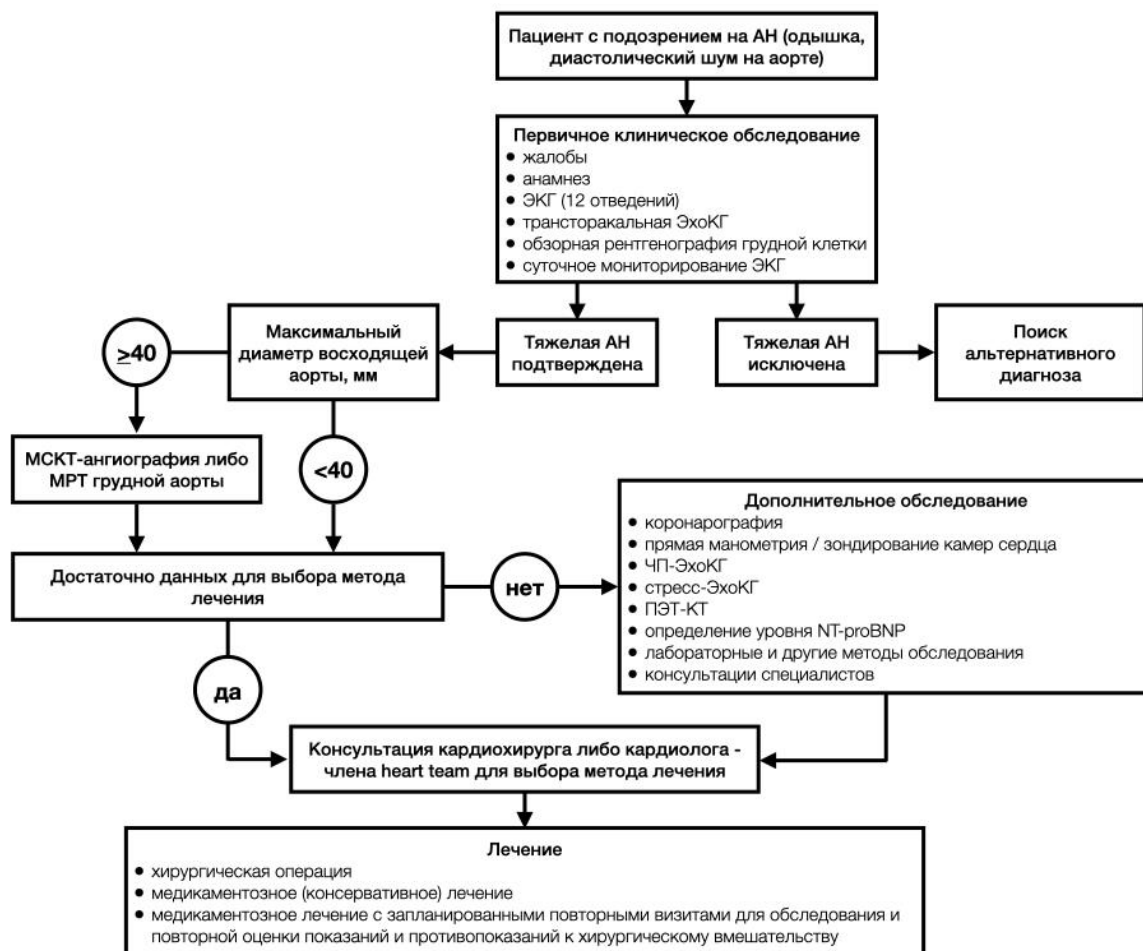 Пациент с подозрением на АН (одышка,
диастолический шум на аорте)
Первичное клиническое обследование
● жалобы
● анамнез
● ЭКГ (12 отведений)
● трансторакальная ЭхоКГ
● обзорная рентгенография грудной клетки
● суточное мониторирование ЭКГ
≥40
Максимальный
диаметр восходящей
аорты, мм
Тяжелая АН
подтверждена
Тяжелая АН
исключена
Поиск
альтернативного
диагноза
МСКТ-ангиография либо
МРТ грудной аорты
<40
Достаточно данных для выбора метода
лечения
нет
Дополнительное обследование
● коронарография
● прямая манометрия / зондирование камер сердца
● ЧП-ЭхоКГ
● стресс-ЭхоКГ
● ПЭТ-КТ
● определение уровня NT-proBNP
● лабораторные и другие методы обследования
● консультации специалистов
да
Консультация кардиохирурга либо кардиолога -
члена heart team для выбора метода лечения
Лечение
● хирургическая операция
● медикаментозное (консервативное) лечение
● медикаментозное лечение с запланированными повторными визитами для обследования и
повторной оценки показаний и противопоказаний к хирургическому вмешательству